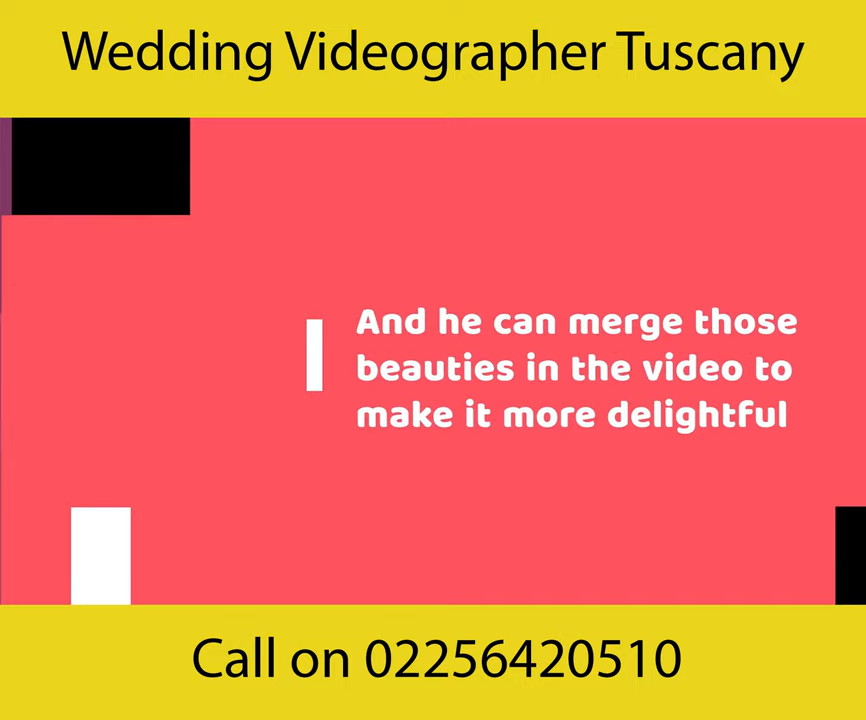 Wedding Videographer Tuscany
And he can merge those
beauties in the video to
make it more delightful
Call on 02256420510